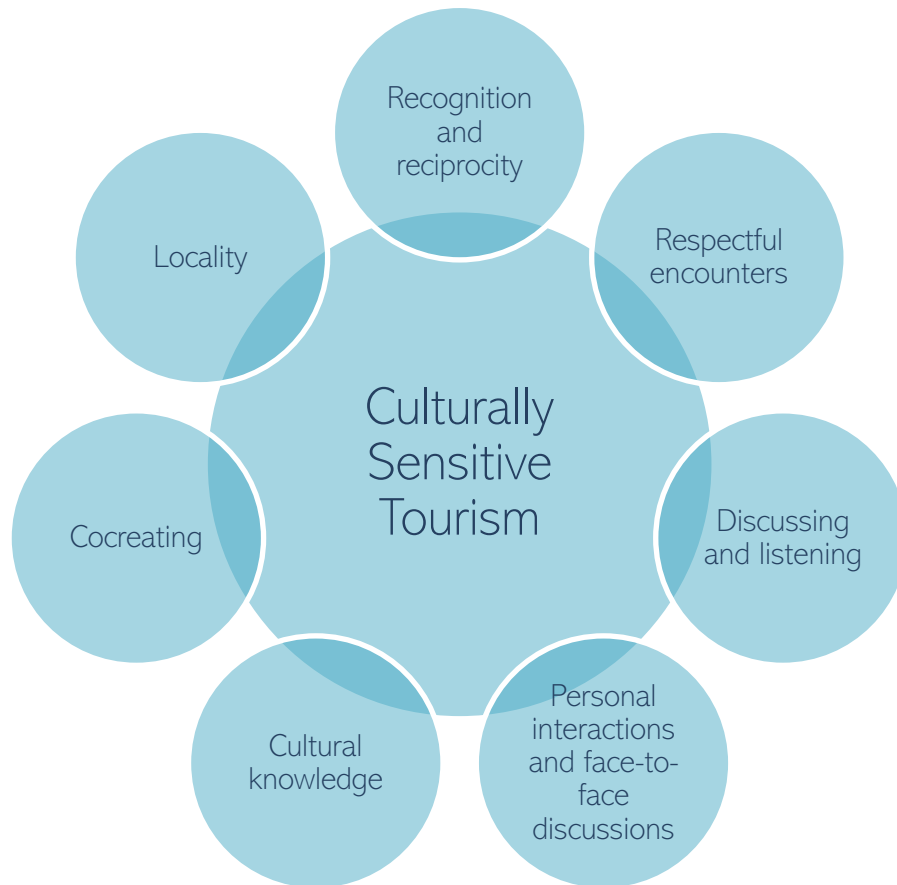 Recognition
and
reciprocity
Respectful
encounters
Locality
Culturally
Sensitive
Tourism
Discussing
and listening
Cocreating
Personal
interactions
and face-to-
face
discussions
Cultural
knowledge